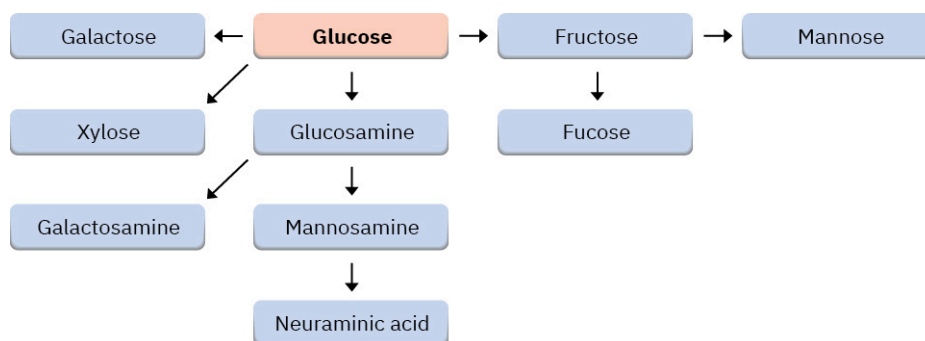 Galactose
Glucose
Fructose
Mannose
Xylose
Glucosamine
Fucose
Galactosamine
Mannosamine
Neuraminic acid